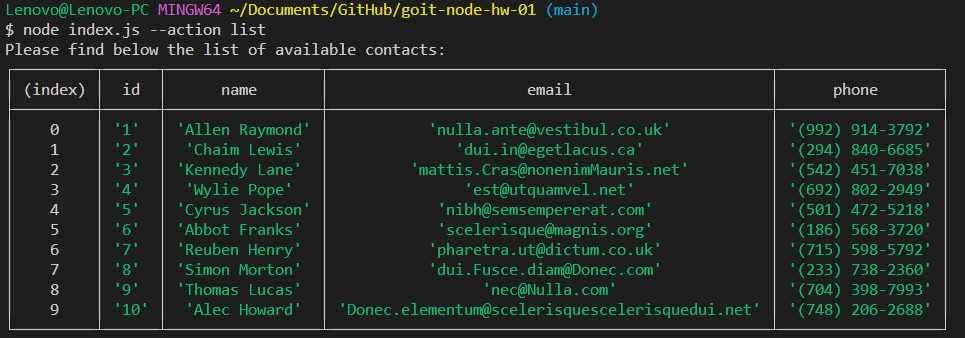 Lenovo@Lenovo-PC MINGW64 ~/Documents/GitHub/goit-node-hw-01 (main)
$ node index.js --action list
Please find below the list of available contacts:
(index) id name email phone
0 '1' 'Allen Raymond' 'nulla.ante@vestibul.co.uk' '(992) 914-3792'
1 '2' 'Chaim Lewis' 'dui.in@egetlacus.ca' '(294) 840-6685'
2 '3' 'Kennedy Lane' 'mattis.Cras@nonenimMauris.net' '(542) 451-7038'
3 '4' 'Wylie Pope' 'est@utquamvel.net' '(692) 802-2949'
4 '5' 'Cyrus Jackson' 'nibh@semsempererat.com' '(501) 472-5218'
5 '6' 'Abbot Franks' 'scelerisque@magnis.org' '(186) 568-3720'
6 '7' 'Reuben Henry' 'pharetra.ut@dictum.co.uk' '(715) 598-5792'
7 '8' 'Simon Morton' 'dui.Fusce.diam@Donec.com' '(233) 738-2360'
8 '9' 'Thomas Lucas' 'nec@Nulla.com' '(704) 398-7993'
9 '10' 'Alec Howard' 'Donec.elementum@scelerisquescelerisquedui.net' '(748) 206-2688'